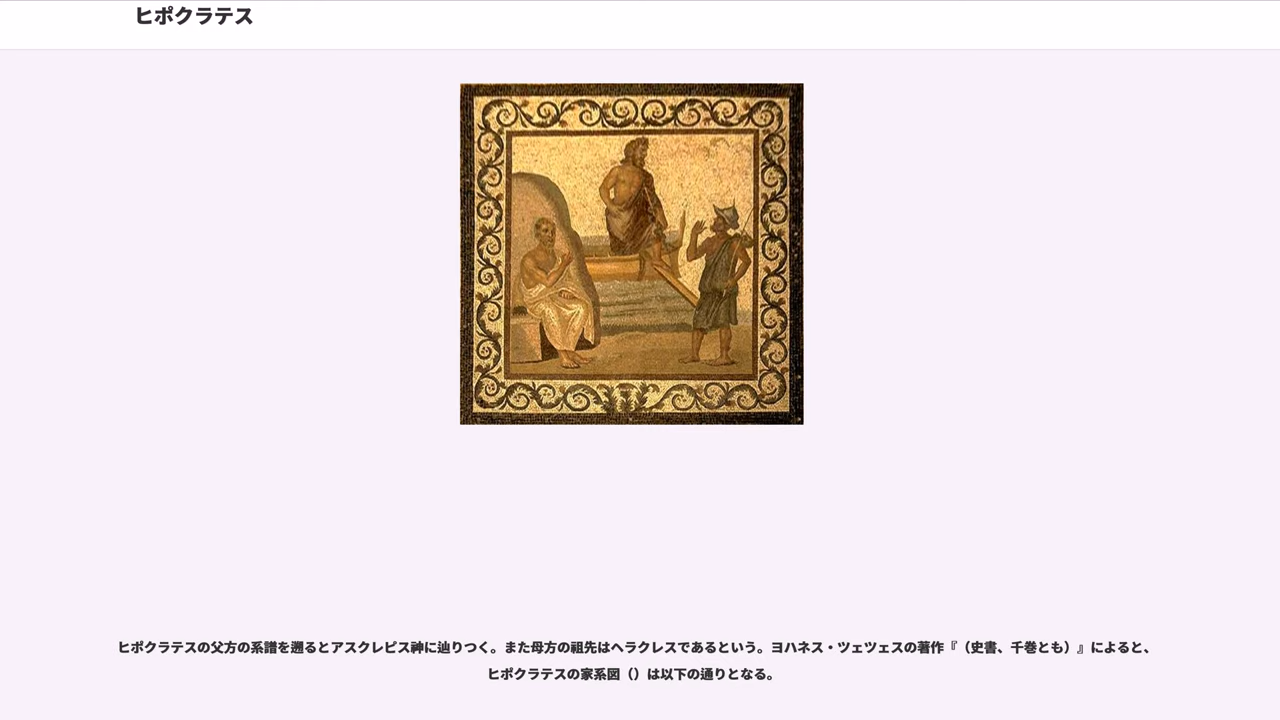 ヒポクラテス
ヒポクラテスの父方の系譜を遡るとアスクレピス神に辿りつく。また母方の祖先はヘラクレスであるという。ヨハネス・ツェツェスの著作『（史書、千巻とも）』によると、
ヒポクラテスの家系図（）は以下の通りとなる。